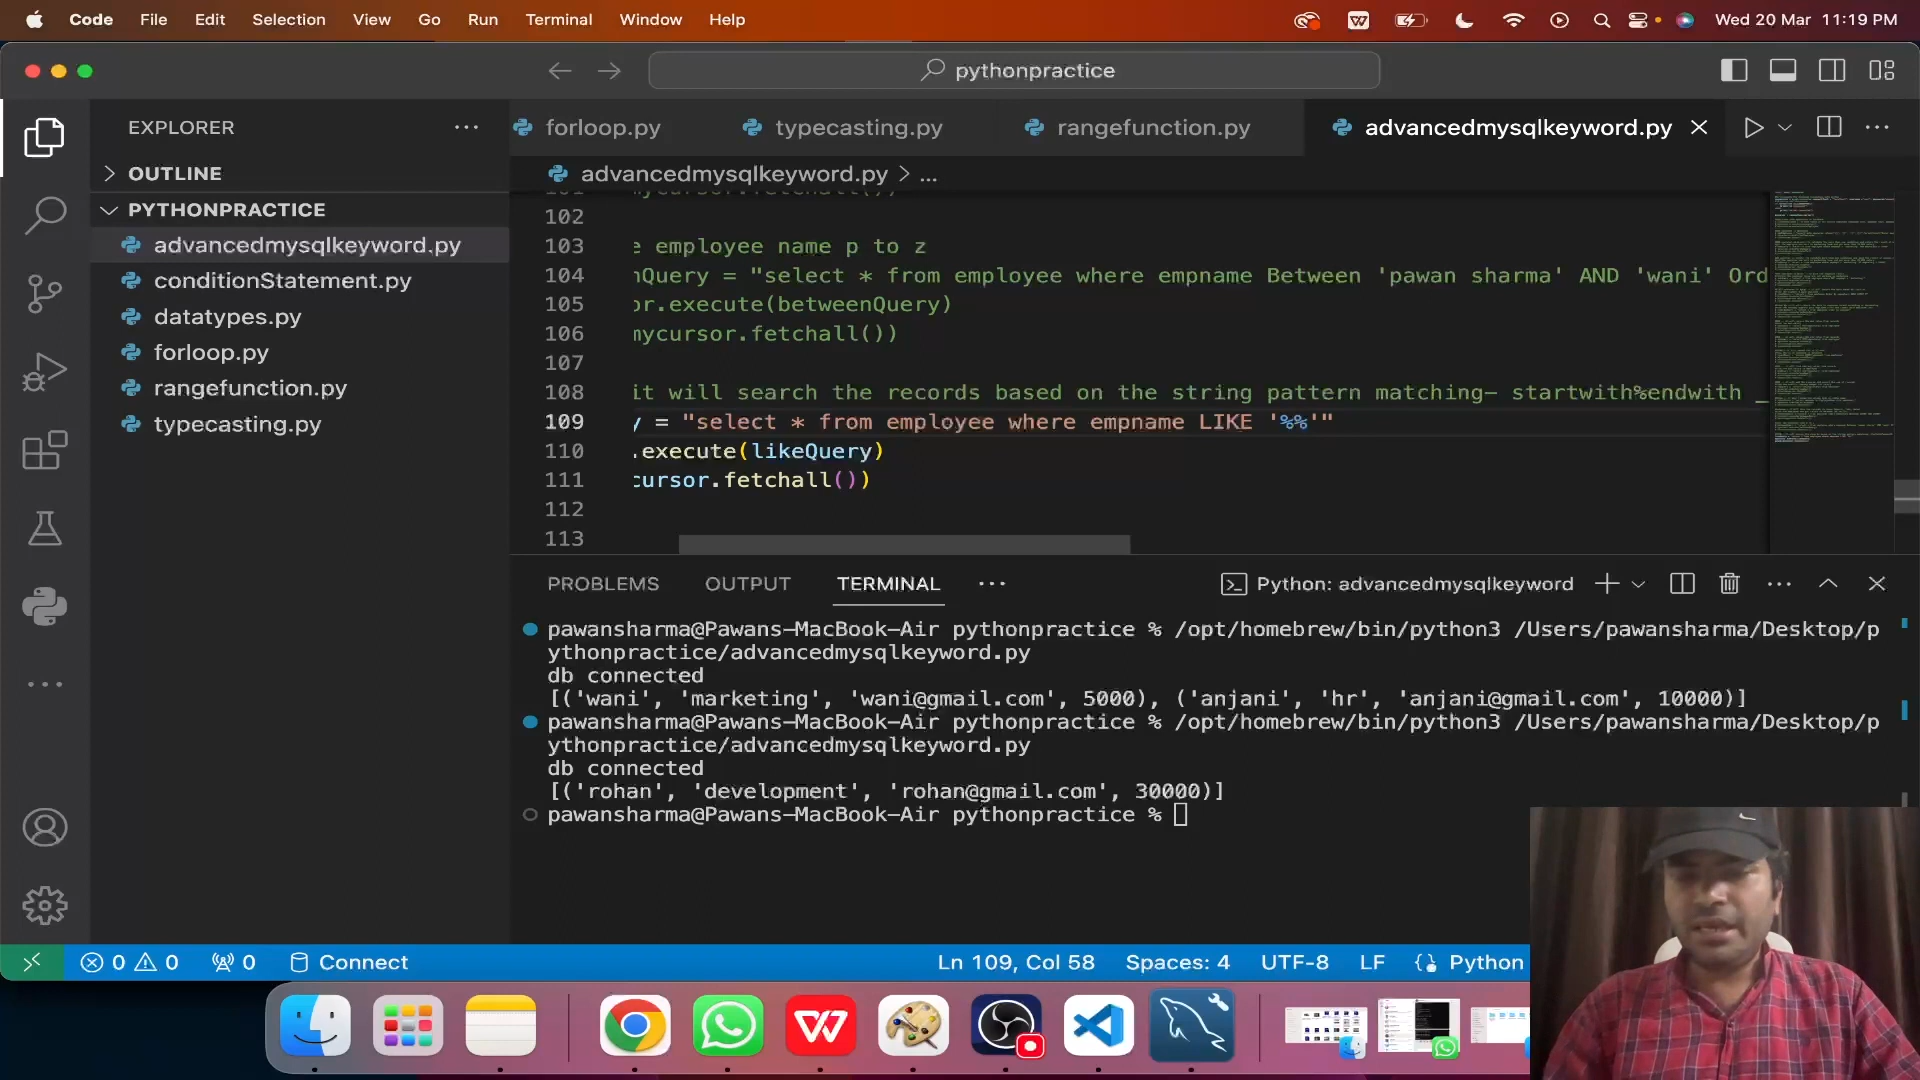 Code File Edit Selection View Go Run Terminal Window Help Wed 20 Mar 11:19 PM
pythonpractice
EXPLORER
forloop.py typecasting.py rangefunction.py advancedmysqlkeyword.py
OUTLINE
advancedmysqlkeyword.py > ...
PYTHONPRACTICE
advancedmysqlkeyword.py
conditionStatement.py
datatypes.py
forloop.py
rangefunction.py
typecasting.py
mycursor.fetchall())
102
103 e employee name p to z
104 nQuery = "select * from employee where empname Between 'pawan sharma' AND 'wani' Ord
105 or.execute(betweenQuery)
106 mycursor.fetchall())
107
108 it will search the records based on the string pattern matching- startwith%endwith _
109 y = "select * from employee where empname LIKE '%%'"
110 .execute(likeQuery)
111 cursor.fetchall())
112
113
PROBLEMS OUTPUT TERMINAL ... Python: advancedmysqlkeyword
pawansharma@Pawans-MacBook-Air pythonpractice % /opt/homebrew/bin/python3 /Users/pawansharma/Desktop/p
ythonpractice/advancedmysqlkeyword.py
db connected
[('wani', 'marketing', 'wani@gmail.com', 5000), ('anjani', 'hr', 'anjani@gmail.com', 10000)]
pawansharma@Pawans-MacBook-Air pythonpractice % /opt/homebrew/bin/python3 /Users/pawansharma/Desktop/p
ythonpractice/advancedmysqlkeyword.py
db connected
[('rohan', 'development', 'rohan@gmail.com', 30000)]
pawansharma@Pawans-MacBook-Air pythonpractice %
0 0 0 Connect Ln 109, Col 58 Spaces: 4 UTF-8 LF Python